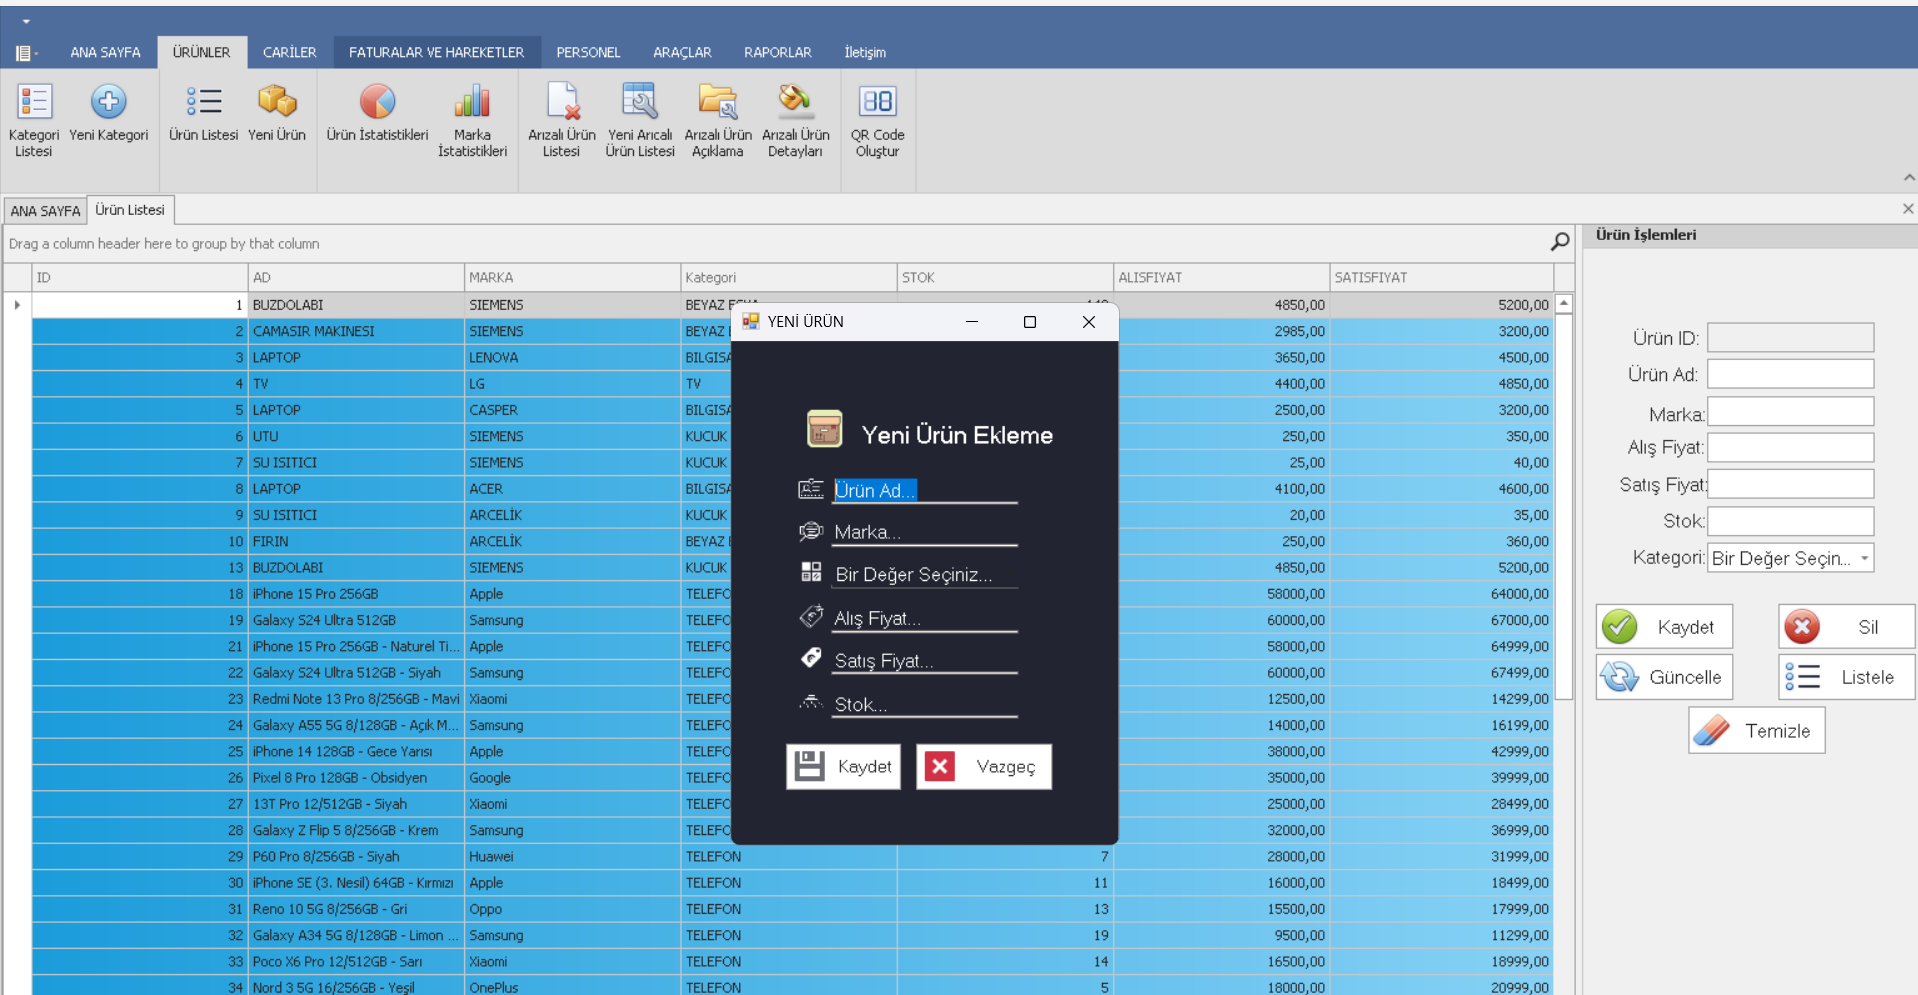 ANA SAYFA ÜRÜNLER CARİLER FATURALAR VE HAREKETLER PERSONEL ARAÇLAR RAPORLAR İletişim
Kategori Listesi Yeni Kategori Ürün Listesi Yeni Ürün Ürün İstatistikleri Marka İstatistikleri Arızalı Ürün Listesi Yeni Arıcalı Ürün Listesi Arızalı Ürün Açıklama Arızalı Ürün Detayları QR Code Oluştur
ANA SAYFA Ürün Listesi
Drag a column header here to group by that column
ID AD MARKA Kategori STOK ALISFIYAT SATISFIYAT
1 BUZDOLABI SIEMENS BEYAZ 4850,00 5200,00
2 CAMASIR MAKINESI SIEMENS BEYAZ 2985,00 3200,00
3 LAPTOP LENOVA BILGISA 3650,00 4500,00
4 TV LG TV 4400,00 4850,00
5 LAPTOP CASPER BILGISA 2500,00 3200,00
6 UTU SIEMENS KUCUK 250,00 350,00
7 SU ISITICI SIEMENS KUCUK 25,00 40,00
8 LAPTOP ACER BILGISA 4100,00 4600,00
9 SU ISITICI ARCELİK KUCUK 20,00 35,00
10 FIRIN ARCELİK BEYAZ 250,00 360,00
13 BUZDOLABI SIEMENS KUCUK 4850,00 5200,00
18 iPhone 15 Pro 256GB Apple TELEFO 58000,00 64000,00
19 Galaxy S24 Ultra 512GB Samsung TELEFO 60000,00 67000,00
21 iPhone 15 Pro 256GB - Naturel Ti... Apple TELEFO 58000,00 64999,00
22 Galaxy S24 Ultra 512GB - Siyah Samsung TELEFO 60000,00 67499,00
23 Redmi Note 13 Pro 8/256GB - Mavi Xiaomi TELEFO 12500,00 14299,00
24 Galaxy A55 5G 8/128GB - Açık M... Samsung TELEFO 14000,00 16199,00
25 iPhone 14 128GB - Gece Yarısı Apple TELEFO 38000,00 42999,00
26 Pixel 8 Pro 128GB - Obsidyen Google TELEFO 35000,00 39999,00
27 13T Pro 12/512GB - Siyah Xiaomi TELEFO 25000,00 28499,00
28 Galaxy Z Flip 5 8/256GB - Krem Samsung TELEFO 32000,00 36999,00
29 P60 Pro 8/256GB - Siyah Huawei TELEFON 7 28000,00 31999,00
30 iPhone SE (3. Nesil) 64GB - Kırmızı Apple TELEFON 11 16000,00 18499,00
31 Reno 10 5G 8/256GB - Gri Oppo TELEFON 13 15500,00 17999,00
32 Galaxy A34 5G 8/128GB - Limon ... Samsung TELEFON 19 9500,00 11299,00
33 Poco X6 Pro 12/512GB - Sarı Xiaomi TELEFON 14 16500,00 18999,00
34 Nord 3 5G 16/256GB - Yeşil OnePlus TELEFON 5 18000,00 20999,00
YENİ ÜRÜN
Yeni Ürün Ekleme
Ürün Ad...
Marka...
Bir Değer Seçiniz...
Alış Fiyat...
Satış Fiyat...
Stok...
Kaydet Vazgeç
Ürün İşlemleri
Ürün ID:
Ürün Ad:
Marka:
Alış Fiyat:
Satış Fiyat:
Stok:
Kategori: Bir Değer Seçin...
Kaydet Sil
Güncelle Listele
Temizle